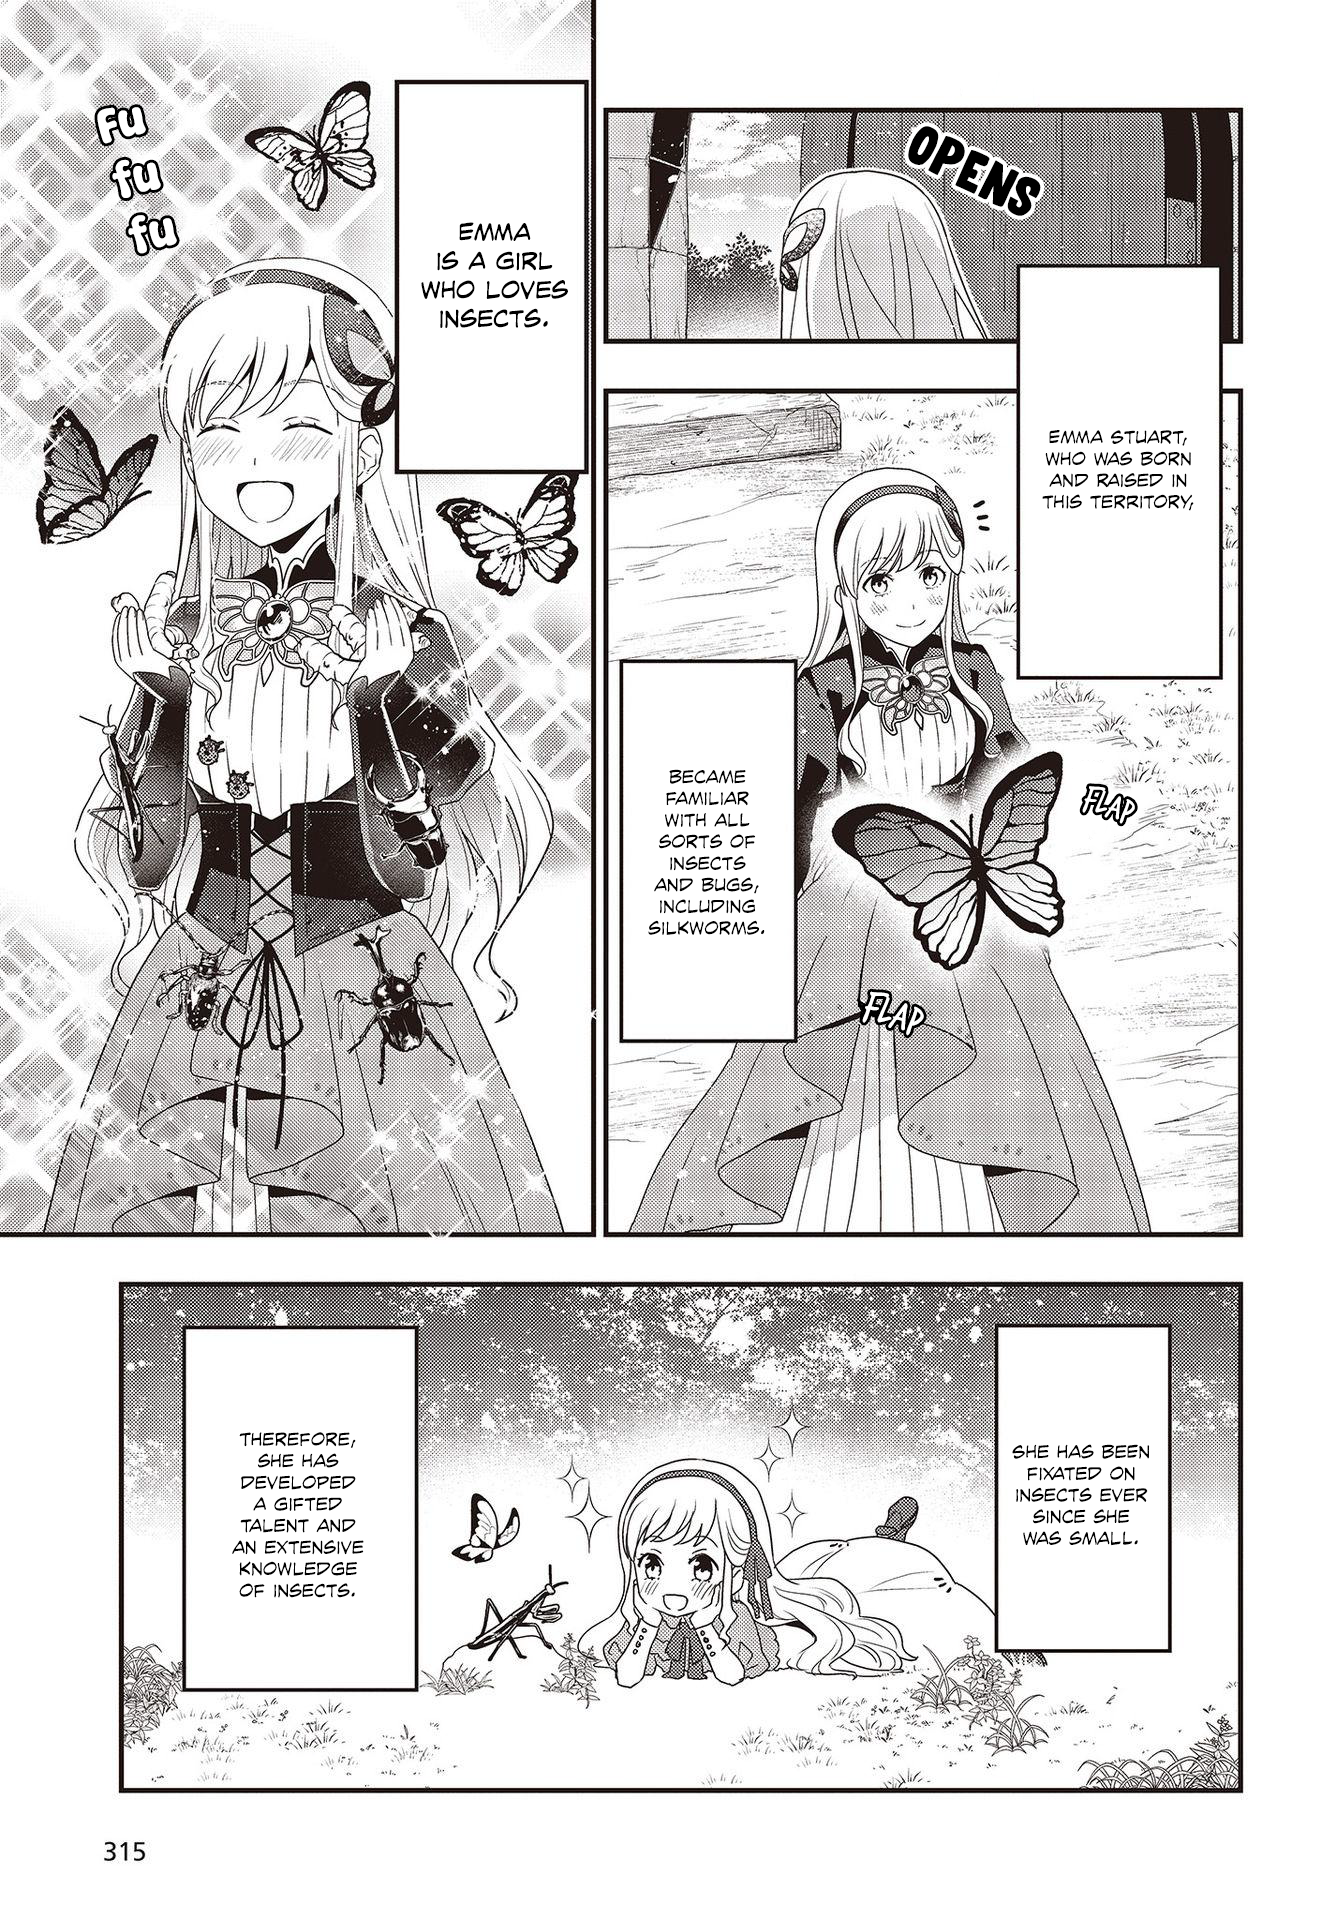 OPENS
EMMA STUART,
WHO WAS BORN
AND RAISED IN
THIS TERRITORY,
FLAP
BECAME
FAMILIAR
WITH ALL
SORTS OF
INSECTS
AND BUGS,
INCLUDING
SILKWORMS.
FLAP
EMMA
IS A GIRL
WHO LOVES
INSECTS.
FU
FU
FU
SHE HAS BEEN
FIXATED ON
INSECTS EVER
SINCE SHE
WAS SMALL.
THEREFORE,
SHE HAS
DEVELOPED
A GIFTED
TALENT AND
AN EXTENSIVE
KNOWLEDGE
OF INSECTS.
315